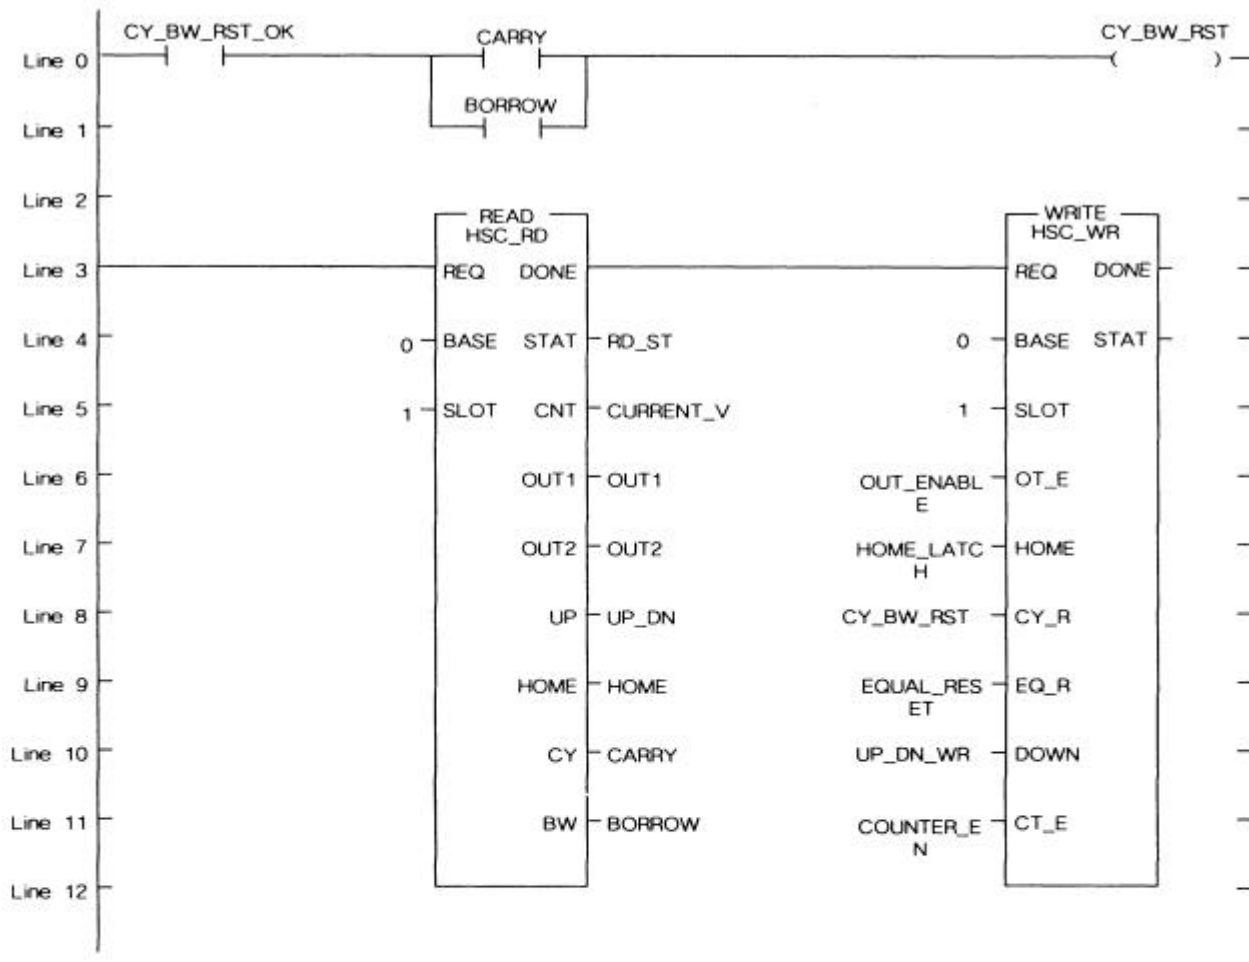 CY_BW_RST_OK CARRY CY_BW_RST
Line 0 ( )
BORROW
Line 1
Line 2
READ WRITE
HSC_RD HSC_WR
Line 3 REQ DONE REQ DONE
Line 4 0 BASE STAT RD_ST 0 BASE STAT
Line 5 1 SLOT CNT CURRENT_V 1 SLOT
Line 6 OUT1 OUT1 OUT_ENABL OT_E
E
Line 7 OUT2 OUT2 HOME_LATC HOME
H
Line 8 UP UP_DN CY_BW_RST CY_R
Line 9 HOME HOME EQUAL_RES EQ_R
ET
Line 10 CY CARRY UP_DN_WR DOWN
Line 11 BW BORROW COUNTER_E CT_E
N
Line 12